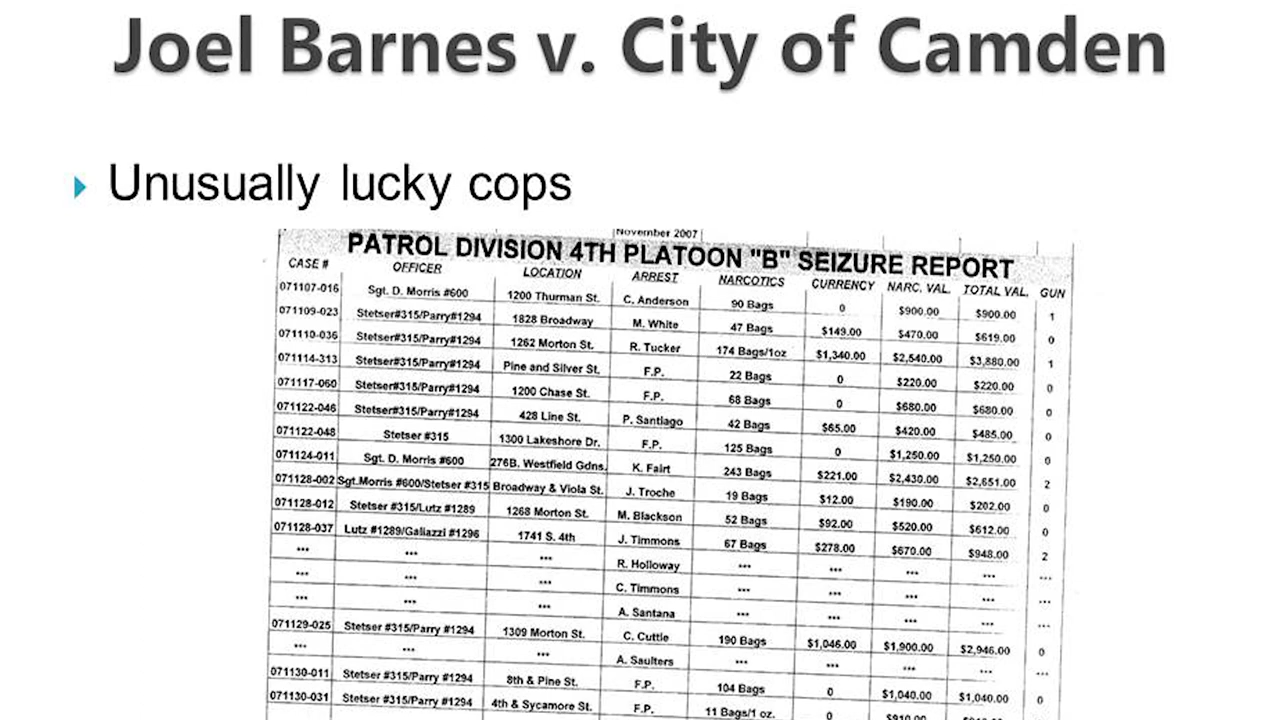 Joel Barnes v. City of Camden
Unusually lucky cops
November 2007
PATROL DIVISION 4TH PLATOON "B" SEIZURE REPORT
CASE # OFFICER LOCATION ARREST NARCOTICS CURRENCY NARC. VAL. TOTAL VAL. GUN
071107-016 Sgt. D. Morris #600 1200 Thurman St. C. Anderson 90 Bags 0 $900.00 $900.00 1
071109-023 Stetser#315/Parry#1294 1828 Broadway M. White 47 Bags $149.00 $470.00 $619.00 0
071110-036 Stetser#315/Parry#1294 1262 Morton St. R. Tucker 174 Bags/1oz $1,340.00 $2,540.00 $3,880.00 1
071114-313 Stetser#315/Parry#1294 Pine and Silver St. F.P. 22 Bags 0 $220.00 $220.00 0
071117-060 Stetser#315/Parry#1294 1200 Chase St. F.P. 68 Bags 0 $680.00 $680.00 0
071122-046 Stetser#315/Parry#1294 428 Line St. P. Santiago 42 Bags $65.00 $420.00 $485.00 0
071122-048 Stetser #315 1300 Lakeshore Dr. F.P. 125 Bags 0 $1,250.00 $1,250.00 0
071124-011 Sgt. D. Morris #600 276B. Westfield Gdns. K. Fairt 243 Bags $221.00 $2,430.00 $2,651.00 2
071128-002 Sgt.Morris #600/Stetser #315 Broadway & Viola St. J. Troche 19 Bags $12.00 $190.00 $202.00 0
071128-012 Stetser #315/Lutz #1289 1268 Morton St. M. Blackson 52 Bags $92.00 $520.00 $612.00 0
071128-037 Lutz #1289/Galiazzi #1296 1741 S. 4th J. Timmons 67 Bags $278.00 $670.00 $948.00 2
*** *** *** R. Holloway *** *** *** *** ***
*** *** *** C. Timmons *** *** *** *** ***
*** *** *** A. Santana *** *** *** *** ***
071129-025 Stetser #315/Parry #1294 1309 Morton St. C. Cuttle 190 Bags $1,046.00 $1,900.00 $2,946.00 0
*** *** *** A. Saulters *** *** *** *** ***
071130-011 Stetser #315/Parry #1294 8th & Pine St. F.P. 104 Bags 0 $1,040.00 $1,040.00 0
071130-031 Stetser #315/Parry #1294 4th & Sycamore St. F.P. 11 Bags/1 oz. 0